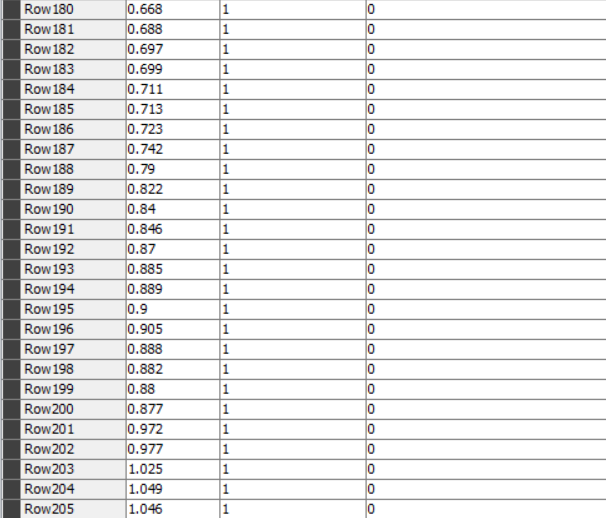 Row180 0.668 1 0
Row181 0.688 1 0
Row182 0.697 1 0
Row183 0.699 1 0
Row184 0.711 1 0
Row185 0.713 1 0
Row186 0.723 1 0
Row187 0.742 1 0
Row188 0.79 1 0
Row189 0.822 1 0
Row190 0.84 1 0
Row191 0.846 1 0
Row192 0.87 1 0
Row193 0.885 1 0
Row194 0.889 1 0
Row195 0.9 1 0
Row196 0.905 1 0
Row197 0.888 1 0
Row198 0.882 1 0
Row199 0.88 1 0
Row200 0.877 1 0
Row201 0.972 1 0
Row202 0.977 1 0
Row203 1.025 1 0
Row204 1.049 1 0
Row205 1.046 1 0